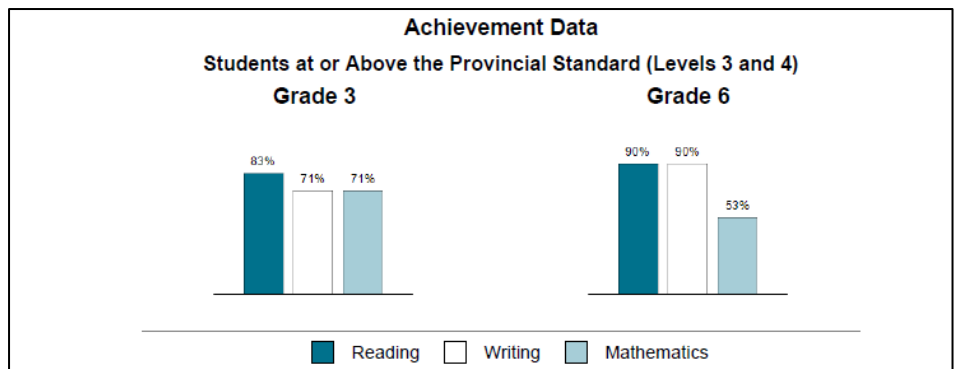 Achievement Data
Students at or Above the Provincial Standard (Levels 3 and 4)
Grade 3
Grade 6
83%
71%
71%
90%
90%
53%
Reading
Writing
Mathematics